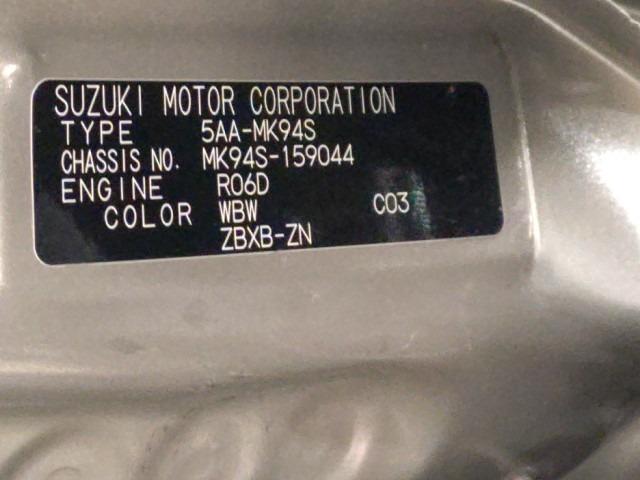 SUZUKI MOTOR CORPORATION
TYPE 5AA-MK94S
CHASSIS NO. MK94S-159044
ENGINE R06D
COLOR WBW C03
ZBXB-ZN